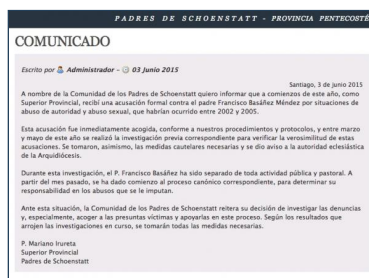 PADRES DE SCHOENSTATT - PROVINCIA PENTECOSTÉ
COMUNICADO
Escrito por Administrador - 03 Junio 2015
Santiago, 3 de junio 2015
A nombre de la Comunidad de los Padres de Schoenstatt quiero informar que a comienzos de este año, como
Superior Provincial, recibí una acusación formal contra el padre Francisco Basáñez Méndez por situaciones de
abuso de autoridad y abuso sexual, que habrían ocurrido entre 2002 y 2005.
Esta acusación fue inmediatamente acogida, conforme a nuestros procedimientos y protocolos, y entre marzo
y mayo de este año se realizó la investigación previa correspondiente para verificar la verosimilitud de estas
acusaciones. Se tomaron, asimismo, las medidas cautelares necesarias y se dio aviso a la autoridad eclesiástica
de la Arquidiócesis.
Durante esta investigación, el P. Francisco Basáñez ha sido separado de toda actividad pública y pastoral. A
partir del mes pasado, se ha dado comienzo al proceso canónico correspondiente, para determinar su
responsabilidad en los abusos que se le imputan.
Ante esta situación, la Comunidad de los Padres de Schoenstatt reitera su decisión de investigar las denuncias
y, especialmente, acoger a las presuntas víctimas y apoyarlas en este proceso. Según los resultados que
arrojen las investigaciones en curso, se tomarán todas las medidas necesarias.
P. Mariano Irureta
Superior Provincial
Padres de Schoenstatt